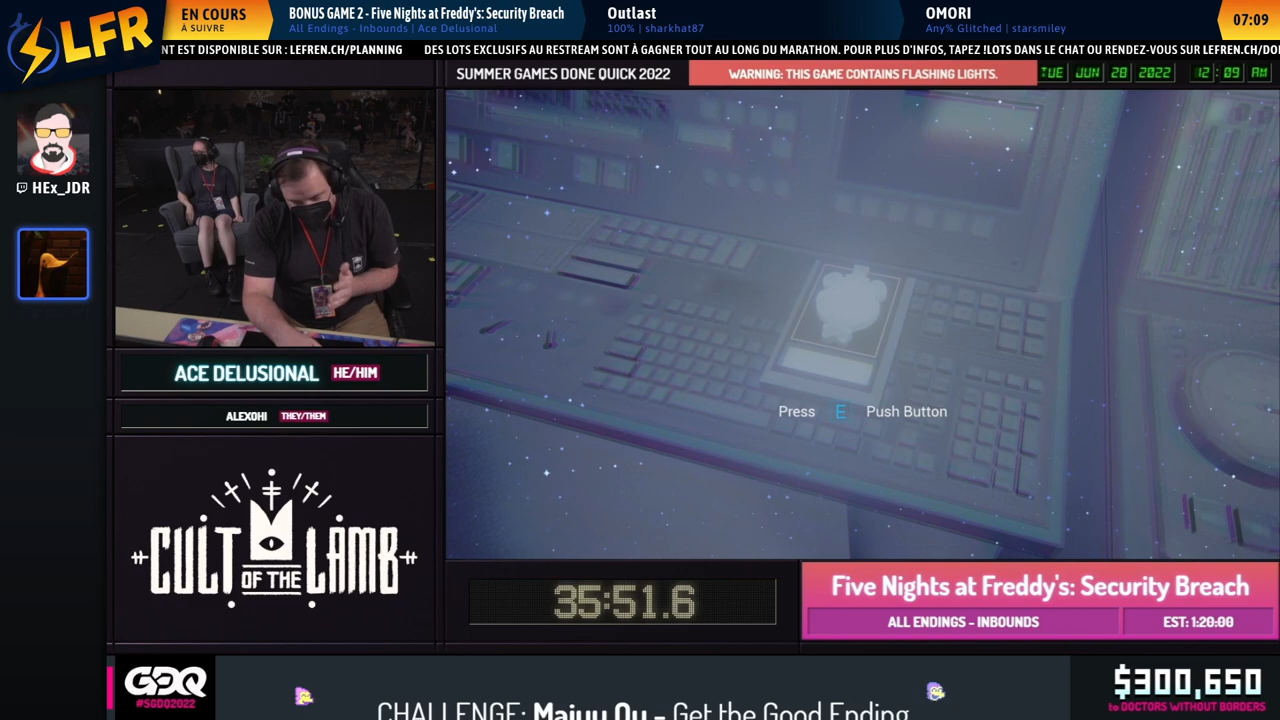 LFR
EN COURS
À SUIVRE
BONUS GAME 2 - Five Nights at Freddy's: Security Breach
All Endings - Inbounds | Ace Delusional
Outlast
100% | sharkhat87
OMORI
Any% Glitched | starsmiley
07:09
NT EST DISPONIBLE SUR : LEFREN.CH/PLANNING
DES LOTS EXCLUSIFS AU RESTREAM SONT À GAGNER TOUT AU LONG DU MARATHON. POUR PLUS D'INFOS, TAPEZ !LOTS DANS LE CHAT OU RENDEZ-VOUS SUR LEFREN.CH/DO
SUMMER GAMES DONE QUICK 2022
WARNING: THIS GAME CONTAINS FLASHING LIGHTS.
TUE JUN 28 2022 12:09 AM
HEx_JDR
Press E Push Button
ACE DELUSIONAL HE/HIM
ALEXOHI THEY/THEM
CULT OF THE LAMB
35:51.6
Five Nights at Freddy's: Security Breach
ALL ENDINGS - INBOUNDS
EST: 1:20:00
GDQ
#SGDQ2022
CHALLENGE: Majuu Ou - Get the Good Ending
$300,650
to DOCTORS WITHOUT BORDERS